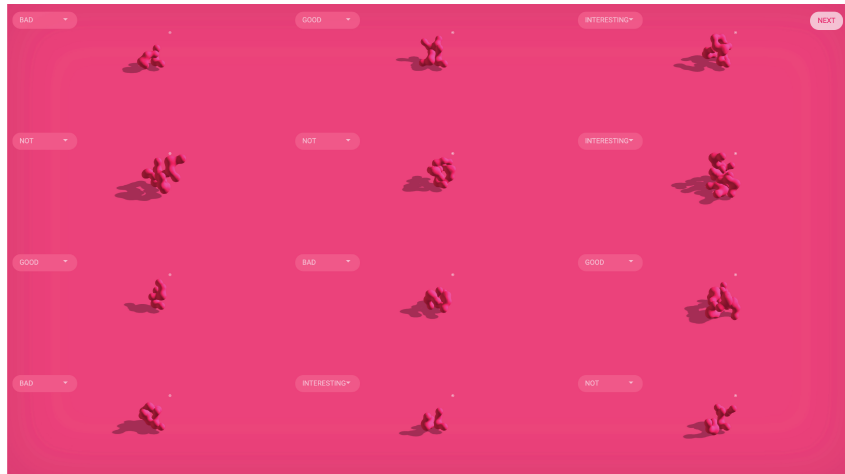 BAD
GOOD
INTERESTING
NEXT
NOT
NOT
INTERESTING
GOOD
BAD
GOOD
BAD
INTERESTING
NOT